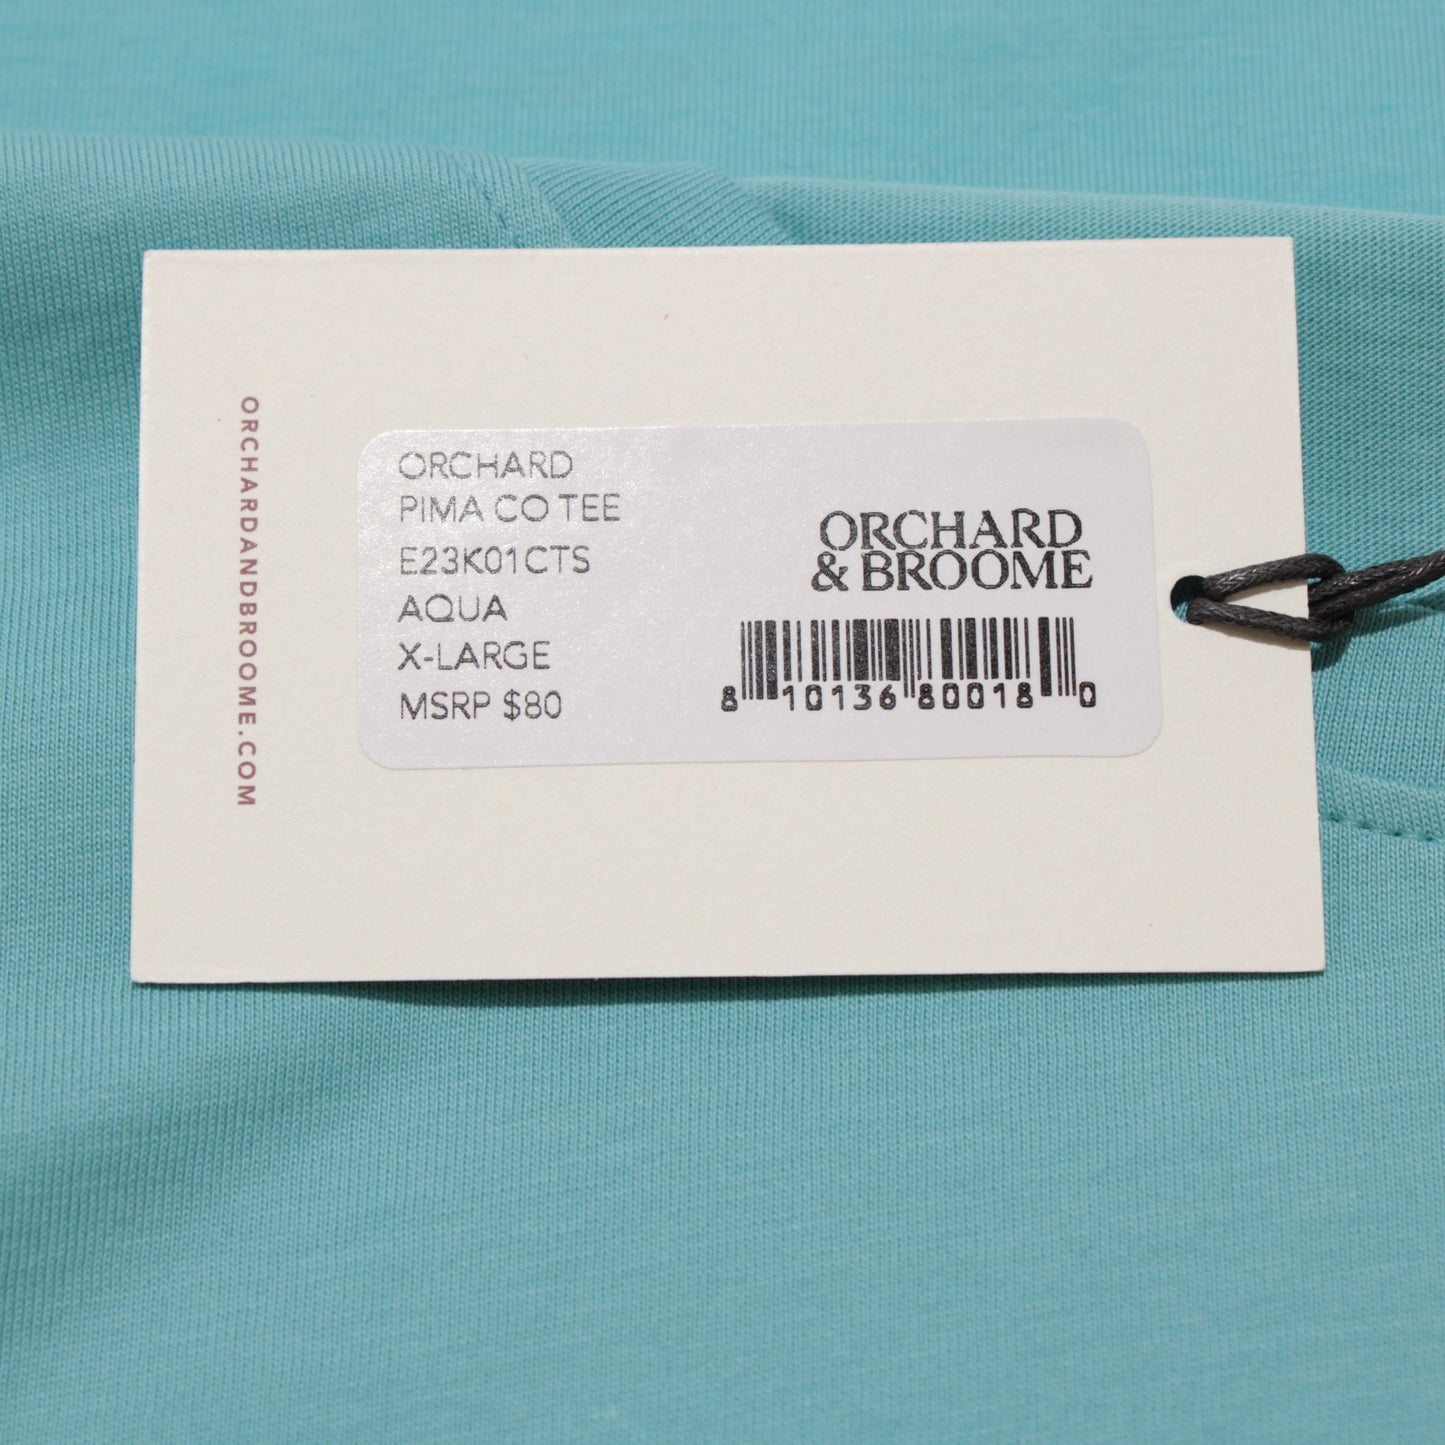 ORCHARDANDBROOME.COM
ORCHARD
PIMA CO TEE
E23K01CTS
AQUA
X-LARGE
MSRP $80
ORCHARD
& BROOME
8 10136 80018 0